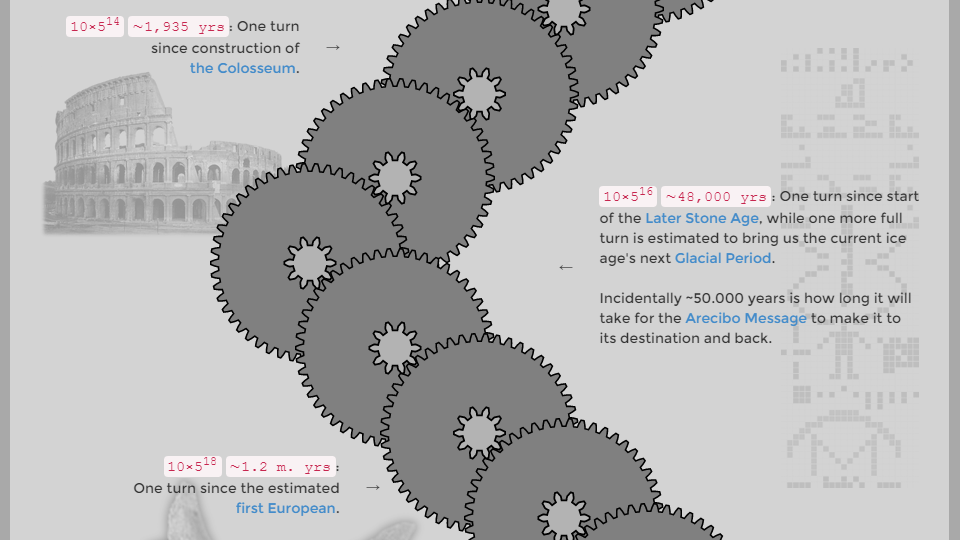 10×5^14 ~1,935 yrs: One turn
since construction of →
the Colosseum.
10×5^16 ~48,000 yrs: One turn since start
of the Later Stone Age, while one more full
turn is estimated to bring us the current ice
age's next Glacial Period.
←
Incidentally ~50.000 years is how long it will
take for the Arecibo Message to make it to
its destination and back.
10×5^18 ~1.2 m. yrs:
One turn since the estimated →
first European.